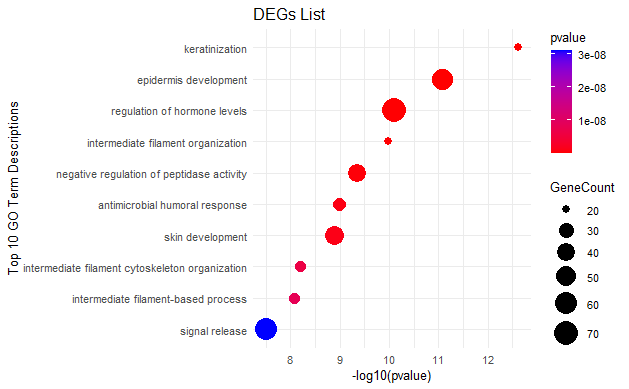 DEGs List
Top 10 GO Term Descriptions
keratinization
epidermis development
regulation of hormone levels
intermediate filament organization
negative regulation of peptidase activity
antimicrobial humoral response
skin development
intermediate filament cytoskeleton organization
intermediate filament-based process
signal release
8 9 10 11 12
-log10(pvalue)
pvalue
3e-08
2e-08
1e-08
GeneCount
20
30
40
50
60
70